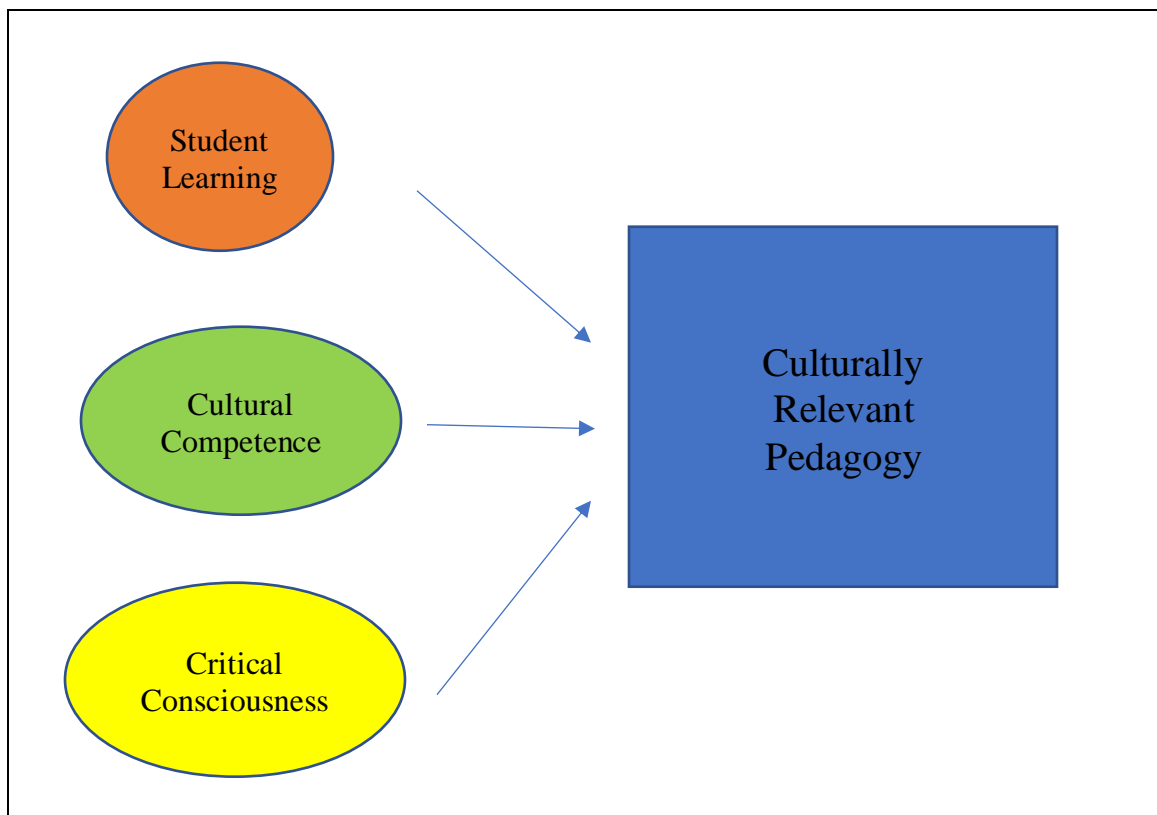 Student
Learning
Cultural
Competence
Critical
Consciousness
Culturally
Relevant
Pedagogy